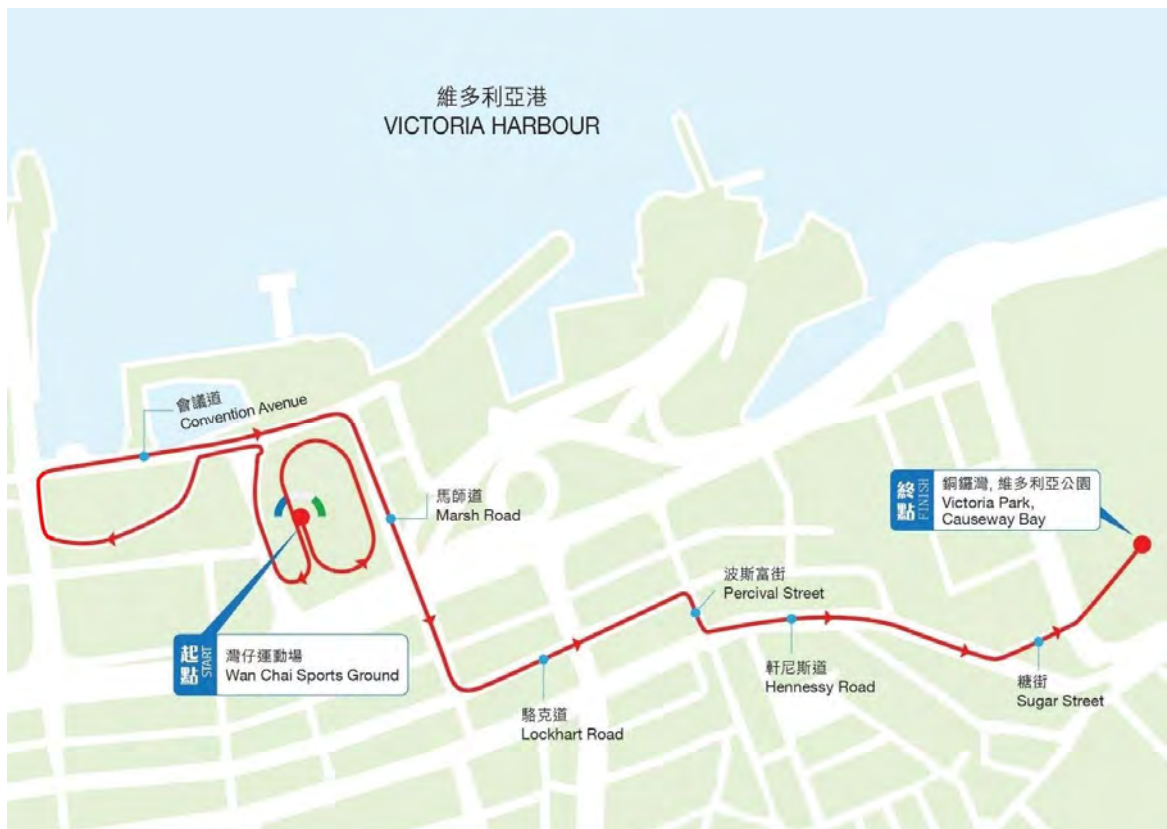 維多利亞港
VICTORIA HARBOUR
會議道
Convention Avenue
馬師道
Marsh Road
終點
FINISH
銅鑼灣, 維多利亞公園
Victoria Park,
Causeway Bay
波斯富街
Percival Street
起點
START
灣仔運動場
Wan Chai Sports Ground
軒尼斯道
Hennessy Road
糖街
Sugar Street
駱克道
Lockhart Road